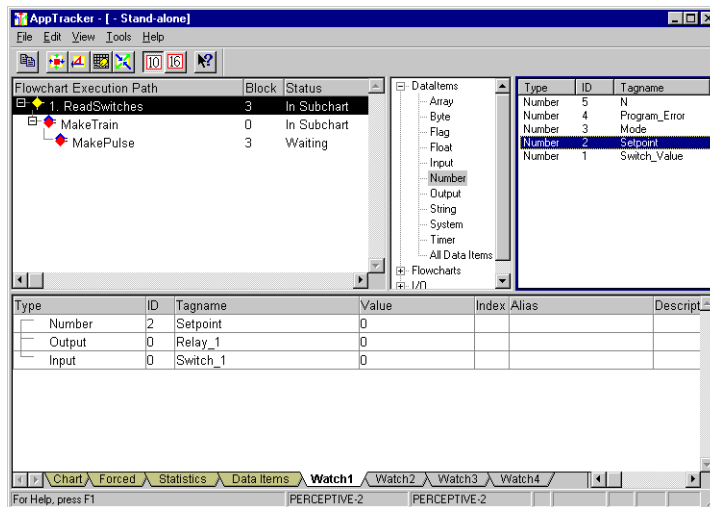 AppTracker - [ - Stand-alone]
File Edit View Tools Help
10 16
Flowchart Execution Path Block Status
1. ReadSwitches 3 In Subchart
MakeTrain 0 In Subchart
MakePulse 3 Waiting
DataItems
Array
Byte
Flag
Float
Input
Number
Output
String
System
Timer
All Data Items
Flowcharts
I/O
Type ID Tagname
Number 5 N
Number 4 Program_Error
Number 3 Mode
Number 2 Setpoint
Number 1 Switch_Value
Type ID Tagname Value Index Alias Descript
Number 2 Setpoint 0
Output 0 Relay_1 0
Input 0 Switch_1 0
Chart Forced Statistics Data Items Watch1 Watch2 Watch3 Watch4
For Help, press F1 PERCEPTIVE-2 PERCEPTIVE-2